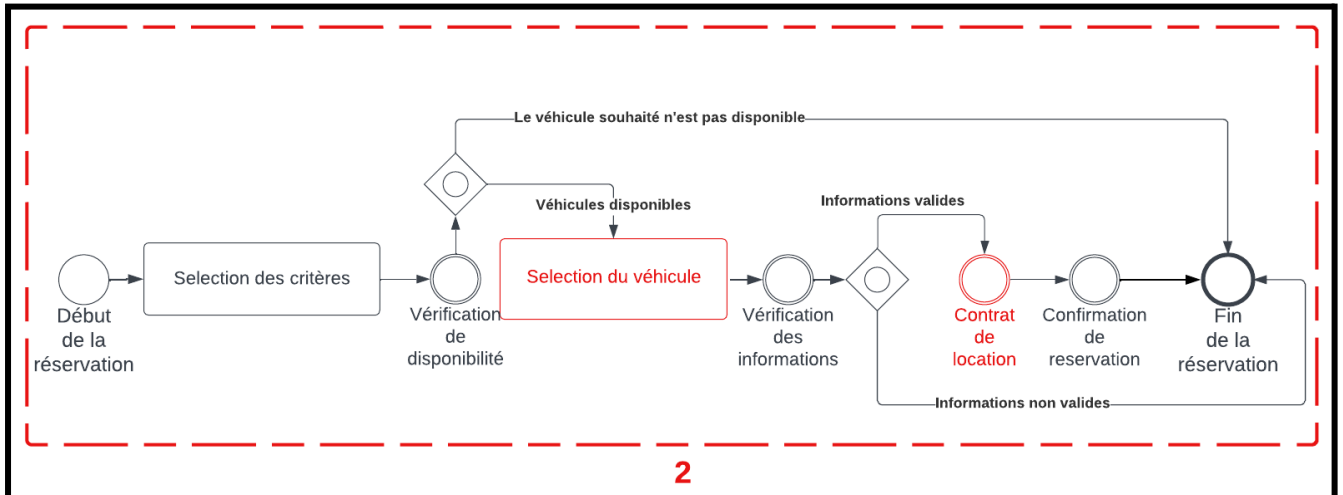 Le véhicule souhaité n'est pas disponible
Véhicules disponibles
Informations valides
Selection des critères
Selection du véhicule
Début
de la
réservation
Vérification
de
disponibilité
Vérification
des
informations
Contrat
de
location
Confirmation
de
reservation
Fin
de la
réservation
Informations non valides
2